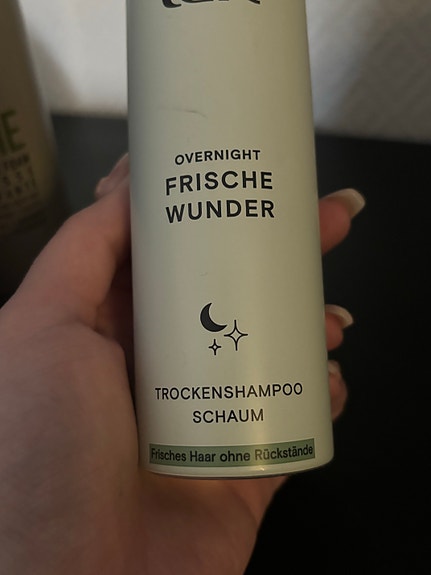 OVERNIGHT
FRISCHE
WUNDER
TROCKENSHAMPOO
SCHAUM
Frisches Haar ohne Rückstände